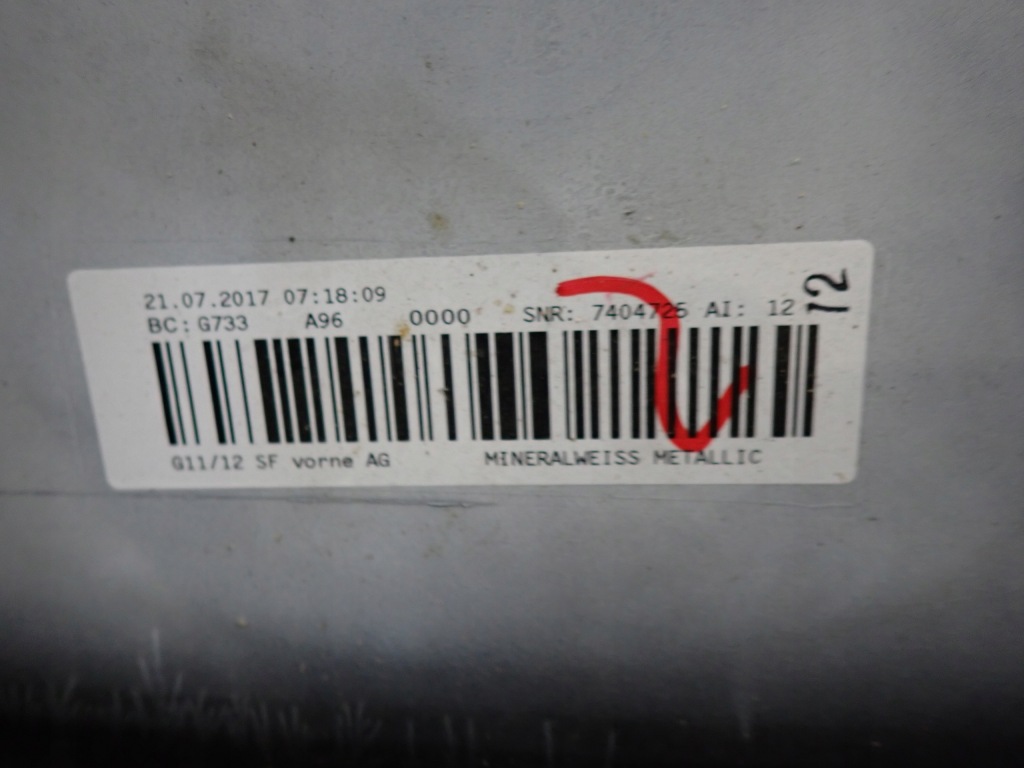 21.07.2017 07:18:09
BC: G733 A96 0000 SNR: 7404725 AI: 12
12
G11/12 SF vorne AG MINERALWEISS METALLIC